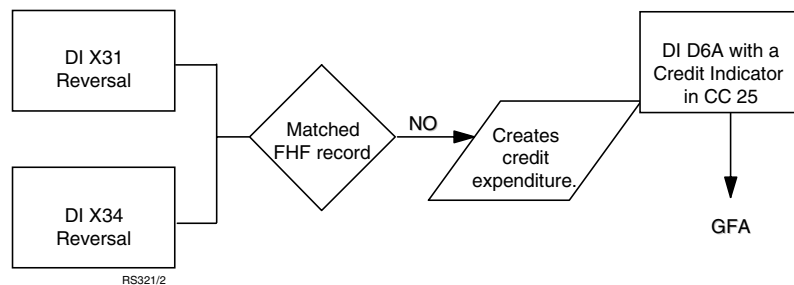 DI X31
Reversal
DI X34
Reversal
RS321/2
Matched
FHF record
NO
Creates
credit
expenditure.
DI D6A with a
Credit Indicator
in CC 25
GFA